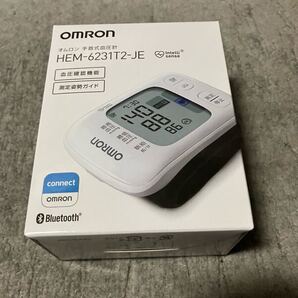 OMRON
オムロン 手首式血圧計
HEM-6231T2-JE
intelli sense
血圧確認機能
測定姿勢ガイド
OMRON
connect
OMRON
Bluetooth®